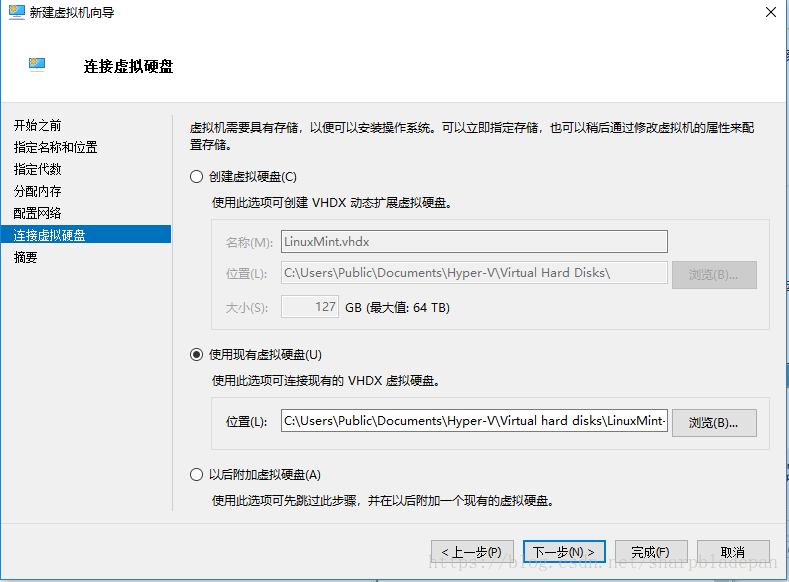 新建虚拟机向导
连接虚拟硬盘
开始之前
指定名称和位置
指定代数
分配内存
配置网络
连接虚拟硬盘
摘要
虚拟机需要具有存储，以便可以安装操作系统。可以立即指定存储，也可以稍后通过修改虚拟机的属性来配
置存储。
创建虚拟硬盘(C)
使用此选项可创建 VHDX 动态扩展虚拟硬盘。
名称(M): LinuxMint.vhdx
位置(L): C:\Users\Public\Documents\Hyper-V\Virtual Hard Disks\ 浏览(B)...
大小(S): 127 GB (最大值: 64 TB)
使用现有虚拟硬盘(U)
使用此选项可连接现有的 VHDX 虚拟硬盘。
位置(L): C:\Users\Public\Documents\Hyper-V\Virtual hard disks\LinuxMint- 浏览(B)...
以后附加虚拟硬盘(A)
使用此选项可先跳过此步骤，并在以后附加一个现有的虚拟硬盘。
< 上一步(P) 下一步(N) > 完成(F) 取消
https://blog.csdn.net/sharpbladepan